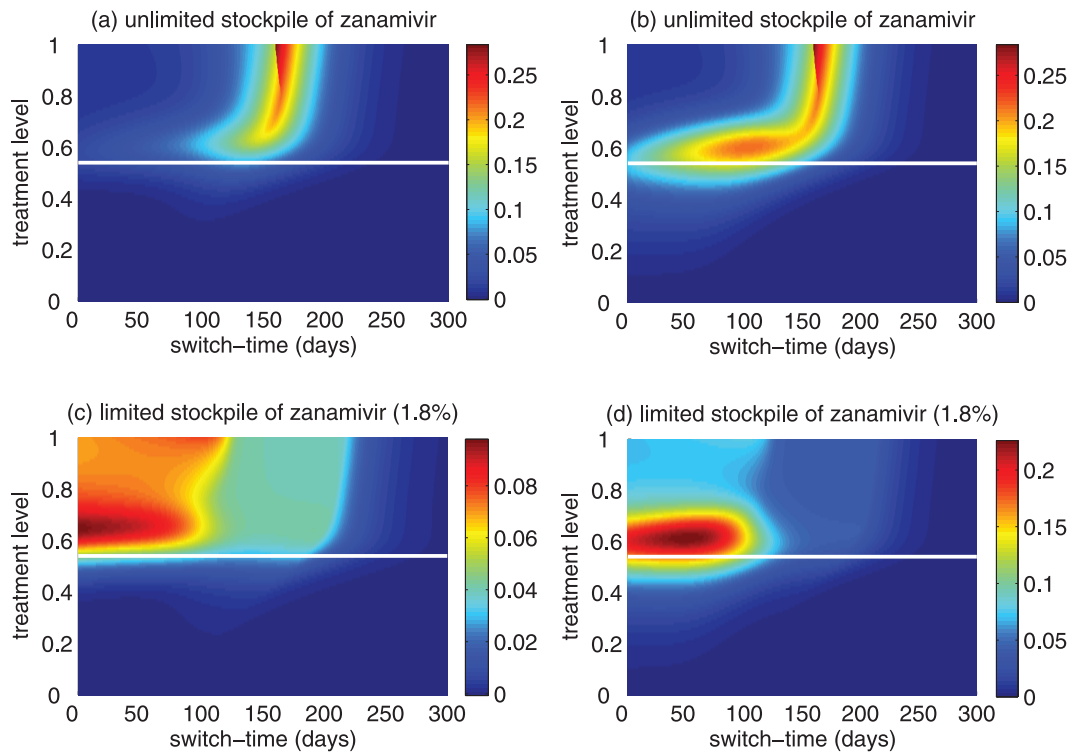 (a) unlimited stockpile of zanamivir
1
0.8
0.6
0.4
0.2
0
treatment level
0 50 100 150 200 250 300
switch–time (days)
0.25
0.2
0.15
0.1
0.05
0
(b) unlimited stockpile of zanamivir
1
0.8
0.6
0.4
0.2
0
treatment level
0 50 100 150 200 250 300
switch–time (days)
0.25
0.2
0.15
0.1
0.05
0
(c) limited stockpile of zanamivir (1.8%)
1
0.8
0.6
0.4
0.2
0
treatment level
0 50 100 150 200 250 300
switch–time (days)
0.08
0.06
0.04
0.02
0
(d) limited stockpile of zanamivir (1.8%)
1
0.8
0.6
0.4
0.2
0
treatment level
0 50 100 150 200 250 300
switch–time (days)
0.2
0.15
0.1
0.05
0